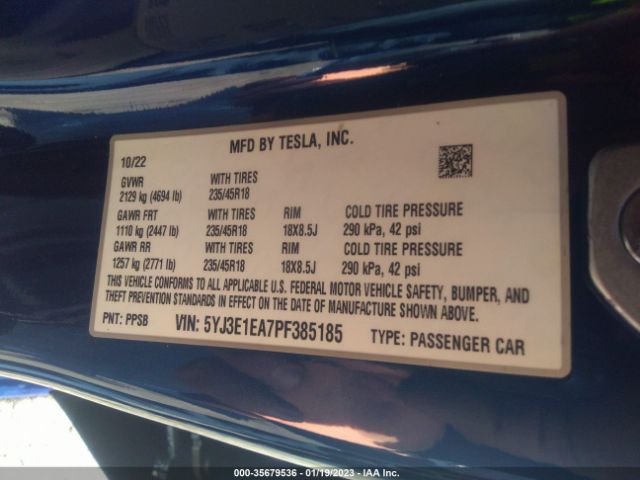 MFD BY TESLA, INC.
10/22
GVWR WITH TIRES
2129 kg (4694 lb) 235/45R18
GAWR FRT WITH TIRES RIM COLD TIRE PRESSURE
1110 kg (2447 lb) 235/45R18 18X8.5J 290 kPa, 42 psi
GAWR RR WITH TIRES RIM COLD TIRE PRESSURE
1257 kg (2771 lb) 235/45R18 18X8.5J 290 kPa, 42 psi
THIS VEHICLE CONFORMS TO ALL APPLICABLE U.S. FEDERAL MOTOR VEHICLE SAFETY, BUMPER, AND
THEFT PREVENTION STANDARDS IN EFFECT ON THE DATE OF MANUFACTURE SHOWN ABOVE.
PNT: PPSB VIN: 5YJ3E1EA7PF385185 TYPE: PASSENGER CAR
000-35679536 - 01/19/2023 - IAA Inc.